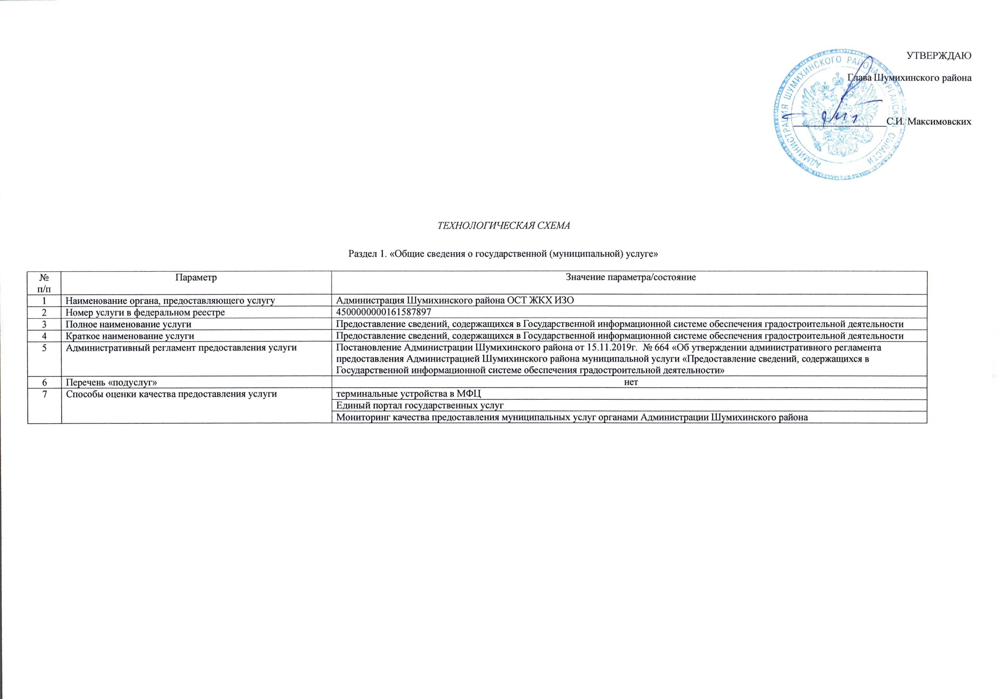 УТВЕРЖДАЮ
Глава Шумихинского района
С.И. Максимовских
АДМИНИСТРАЦИЯ ШУМИХИНСКОГО РАЙОНА КУРГАНСКОЙ ОБЛАСТИ
ТЕХНОЛОГИЧЕСКАЯ СХЕМА
Раздел 1. «Общие сведения о государственной (муниципальной) услуге»
№ п/п Параметр Значение параметра/состояние
1 Наименование органа, предоставляющего услугу Администрация Шумихинского района ОСТ ЖКХ ИЗО
2 Номер услуги в федеральном реестре 4500000000161587897
3 Полное наименование услуги Предоставление сведений, содержащихся в Государственной информационной системе обеспечения градостроительной деятельности
4 Краткое наименование услуги Предоставление сведений, содержащихся в Государственной информационной системе обеспечения градостроительной деятельности
5 Административный регламент предоставления услуги Постановление Администрации Шумихинского района от 15.11.2019г. № 664 «Об утверждении административного регламента
предоставления Администрацией Шумихинского района муниципальной услуги «Предоставление сведений, содержащихся в
Государственной информационной системе обеспечения градостроительной деятельности»
6 Перечень «подуслуг» нет
7 Способы оценки качества предоставления услуги терминальные устройства в МФЦ
Единый портал государственных услуг
Мониторинг качества предоставления муниципальных услуг органами Администрации Шумихинского района